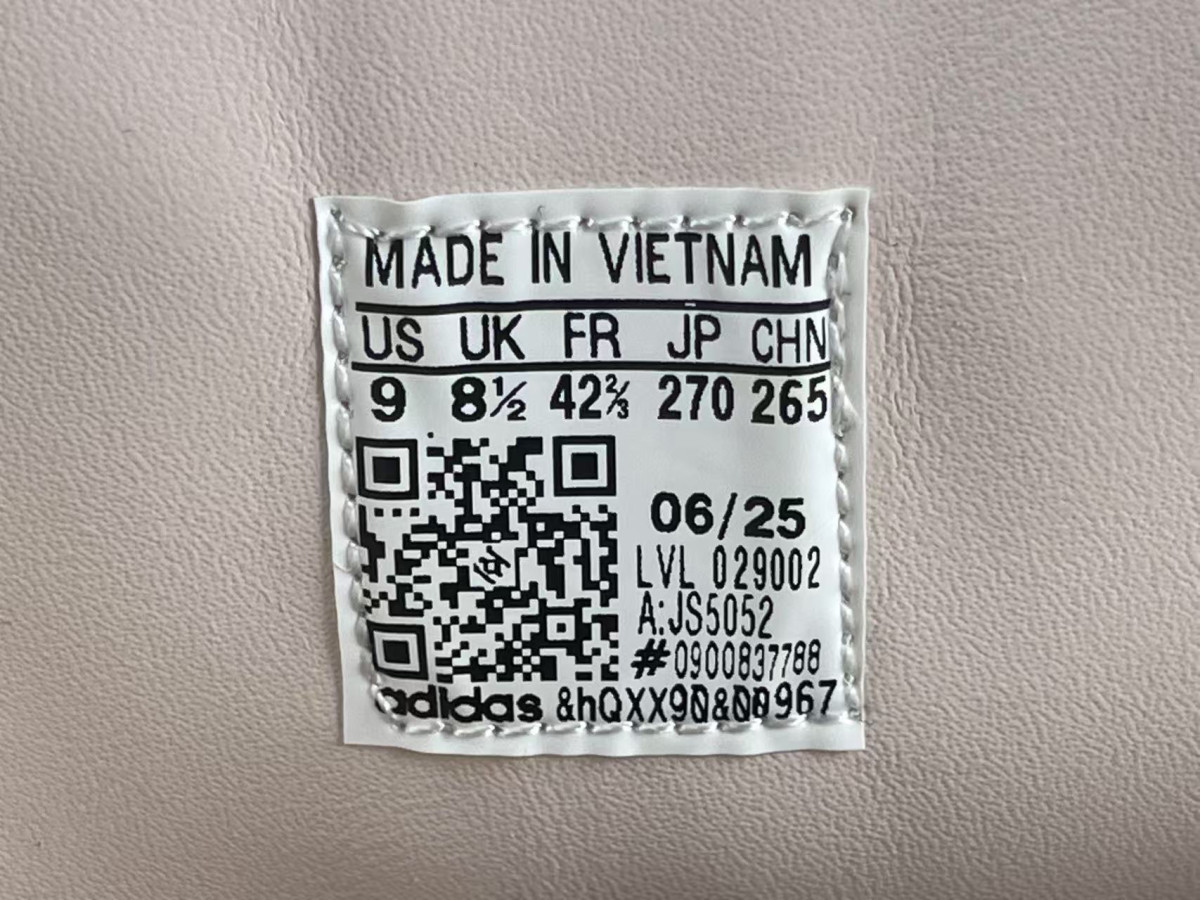 MADE IN VIETNAM
US UK FR JP CHN
9 8½ 42⅔ 270 265
06/25
LVL 029002
A:JS5052
#0900837788
adidas &hQXX90&00967